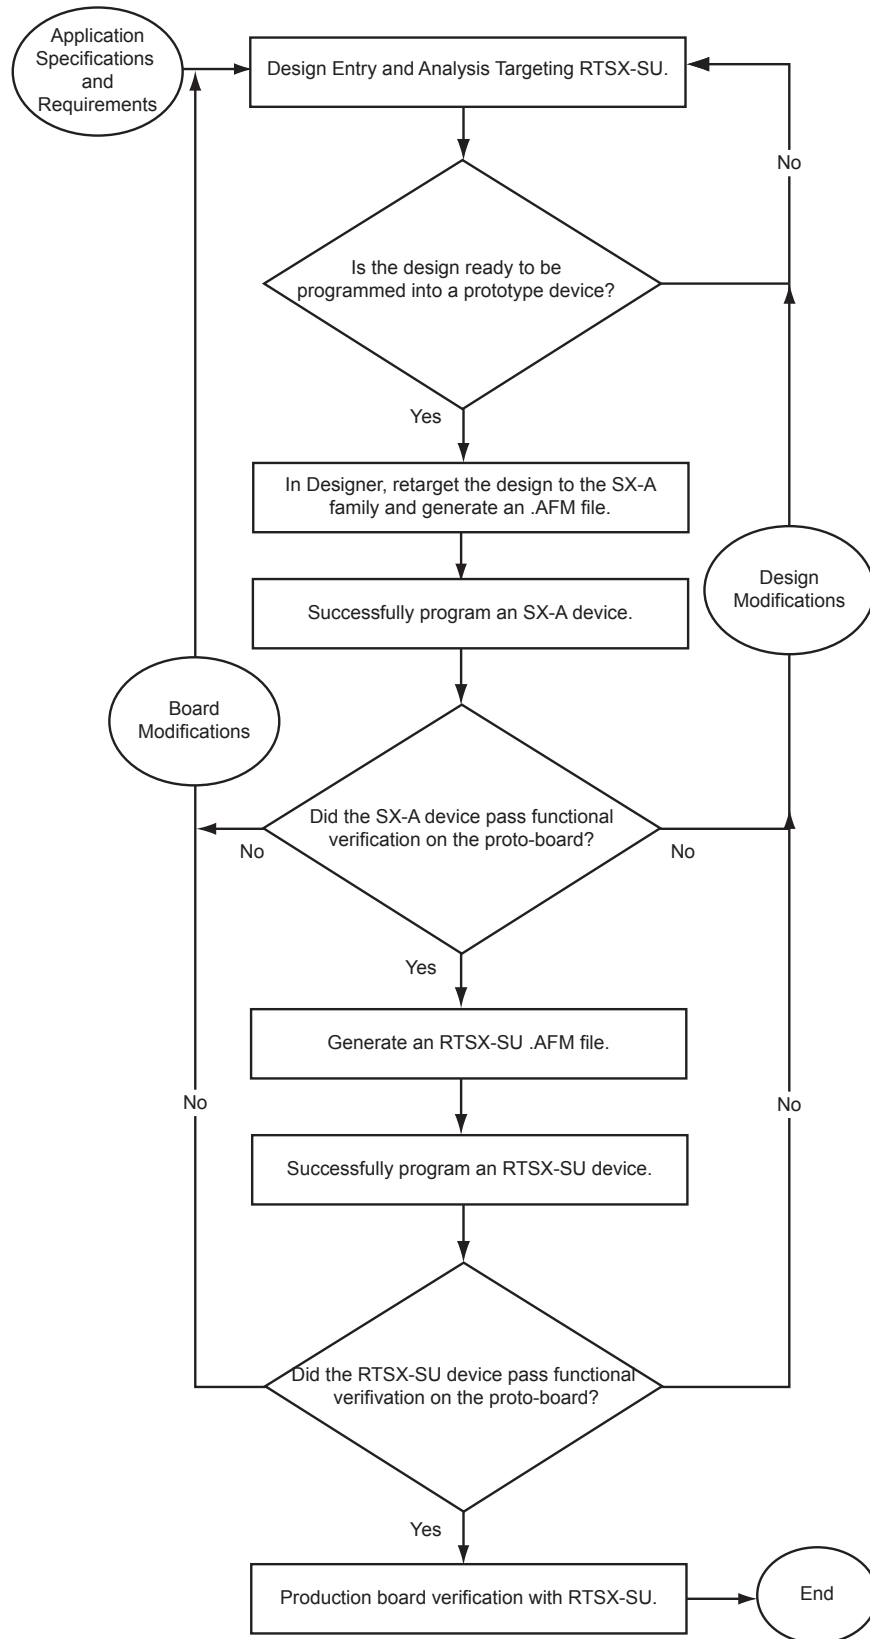 Application
Specifications
and
Requirements
Design Entry and Analysis Targeting RTSX-SU.
No
Is the design ready to be
programmed into a prototype device?
Yes
In Designer, retarget the design to the SX-A
family and generate an .AFM file.
Design
Modifications
Successfully program an SX-A device.
Board
Modifications
Did the SX-A device pass functional
verification on the proto-board?
No
No
Yes
Generate an RTSX-SU .AFM file.
No
No
Successfully program an RTSX-SU device.
Did the RTSX-SU device pass functional
verifivation on the proto-board?
Yes
Production board verification with RTSX-SU.
End